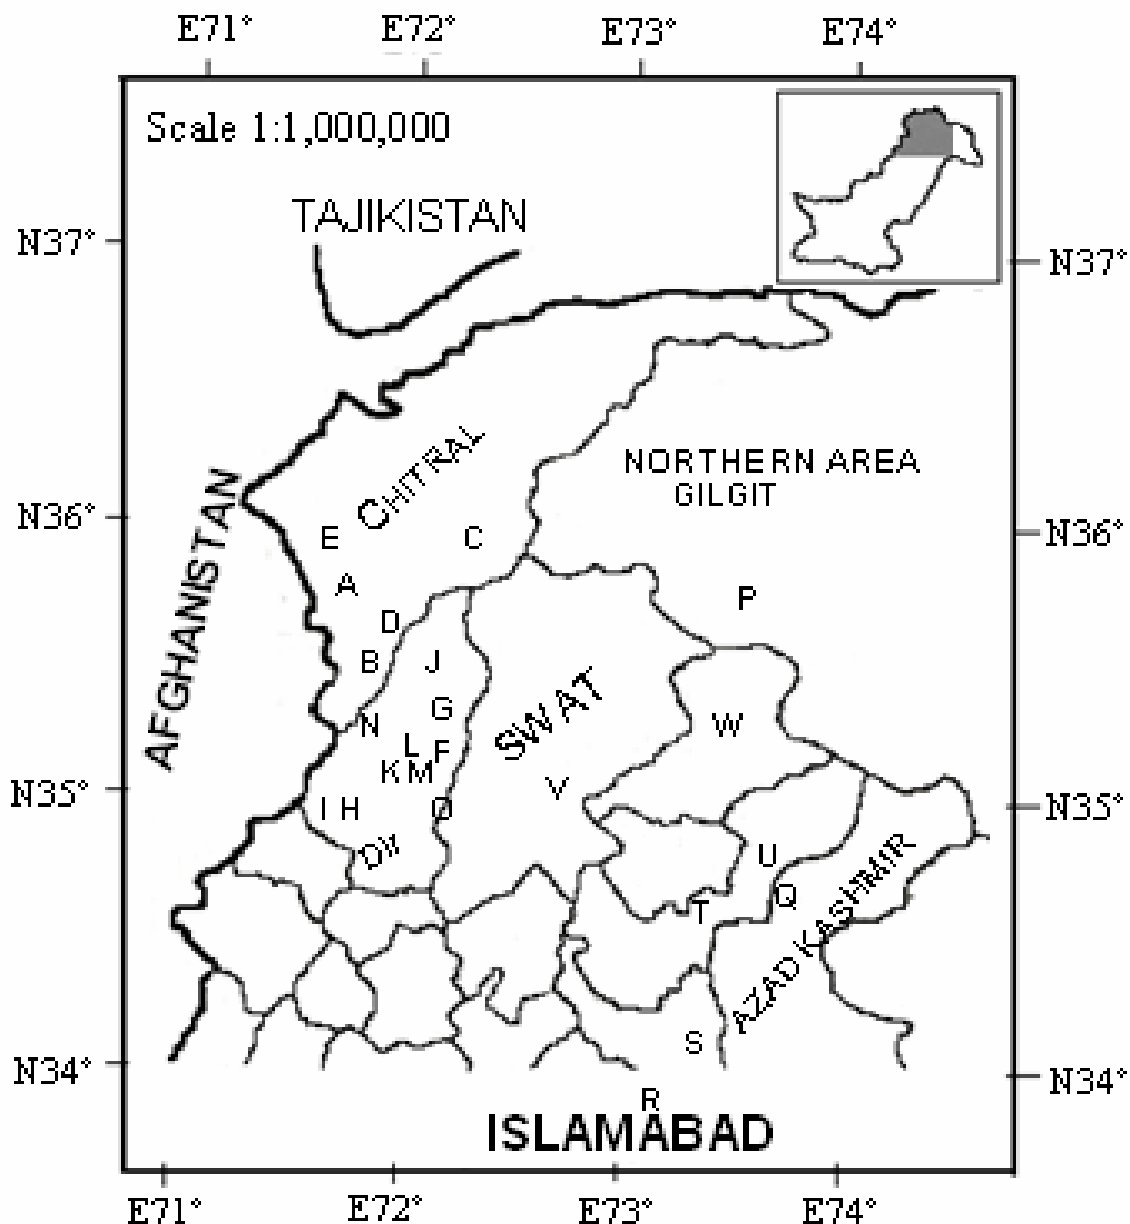 E71° E72° E73° E74°
Scale 1:1,000,000
TAJIKISTAN
N37° N37°
CHITRAL
NORTHERN AREA
GILGIT
AFGHANISTAN
N36° N36°
E C
A
P
D
B J
SWAT
G
N W
L F
K M
V
N35° N35°
I H O
Dir
U
Q
T
AZAD KASHMIR
S
N34° N34°
R
ISLAMABAD
E71° E72° E73° E74°